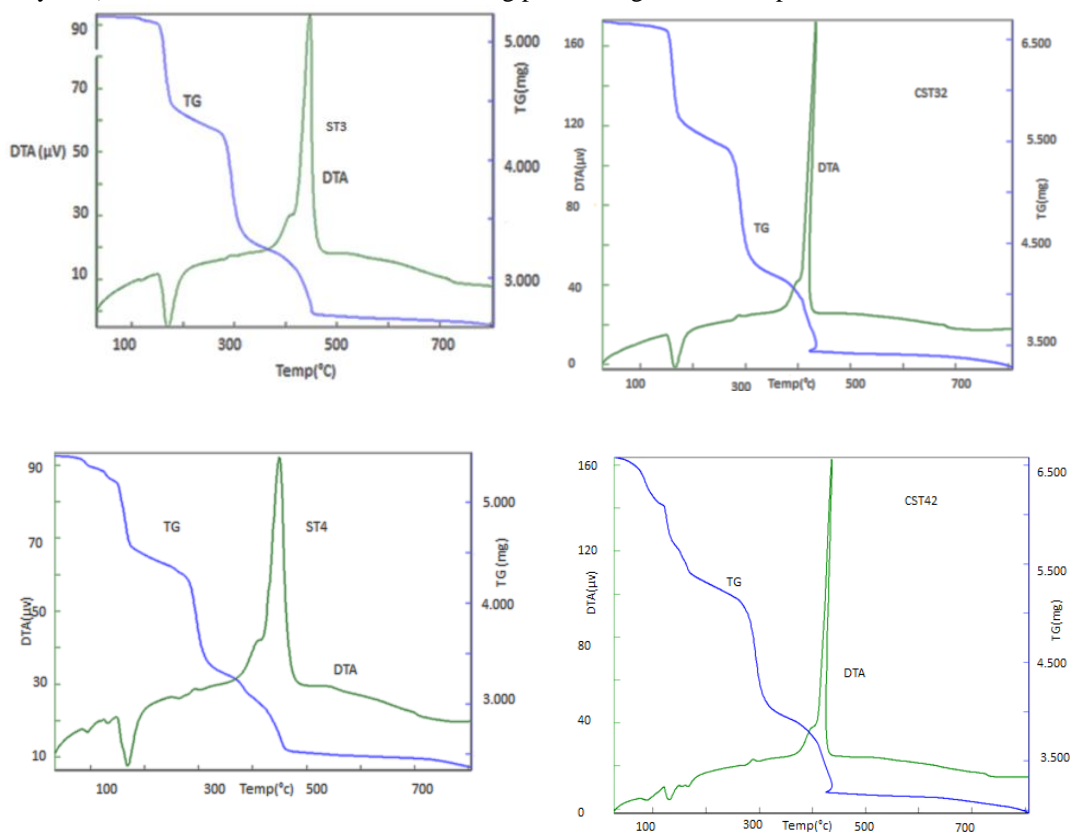 90
5.000
70
TG
TG(mg)
ST3
DTA (µV)
50
4.000
DTA
30
10
3.000
100
300
500
700
Temp(⁰C)
160
6.500
CST32
120
5.500
DTA(µv)
DTA
80
TG
TG(mg)
4.500
40
3.500
0
100
300
Temp(⁰C)
500
700
90
5.000
TG
ST4
70
TG (mg)
4.000
DTA(µv)
50
DTA
30
3.000
10
100
300
Temp(⁰c)
500
700
160
6.500
CST42
120
5.500
TG
DTA(µv)
TG(mg)
80
DTA
4.500
40
3.500
0
100
300
Temp(⁰c)
500
700